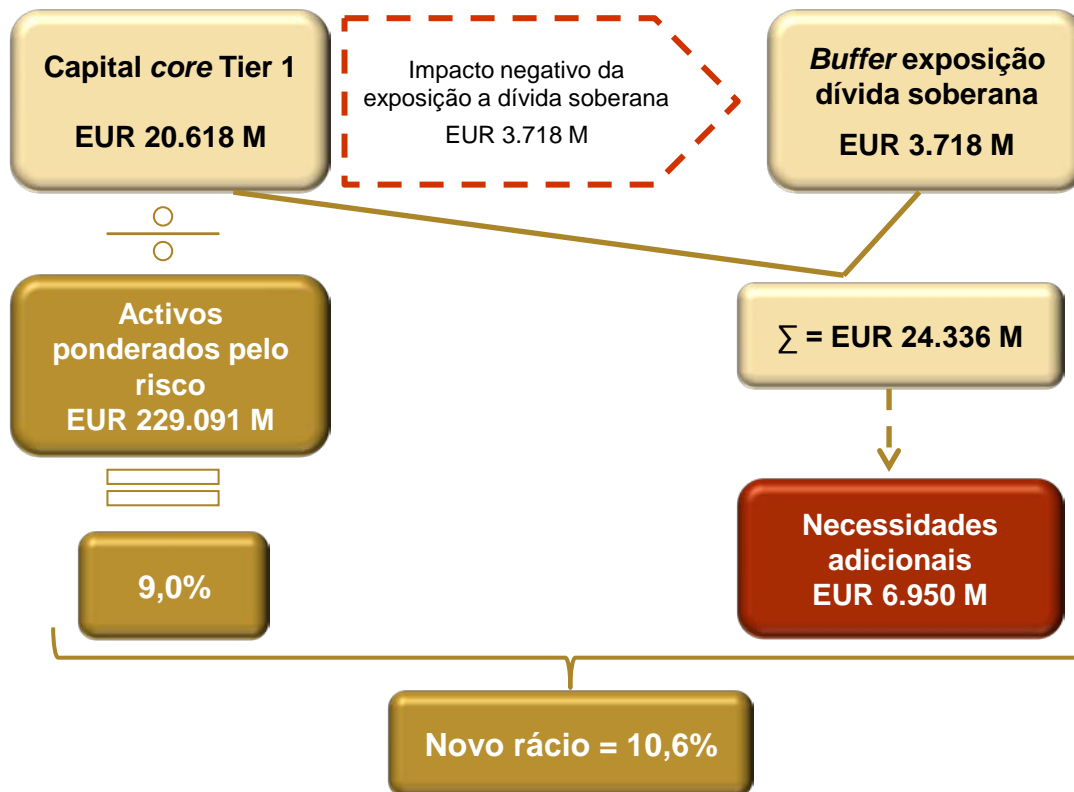 Capital core Tier 1
EUR 20.618 M
Impacto negativo da
exposição a dívida soberana
EUR 3.718 M
Buffer exposição
dívida soberana
EUR 3.718 M
Activos
ponderados pelo
risco
EUR 229.091 M
∑ = EUR 24.336 M
9,0%
Necessidades
adicionais
EUR 6.950 M
Novo rácio = 10,6%